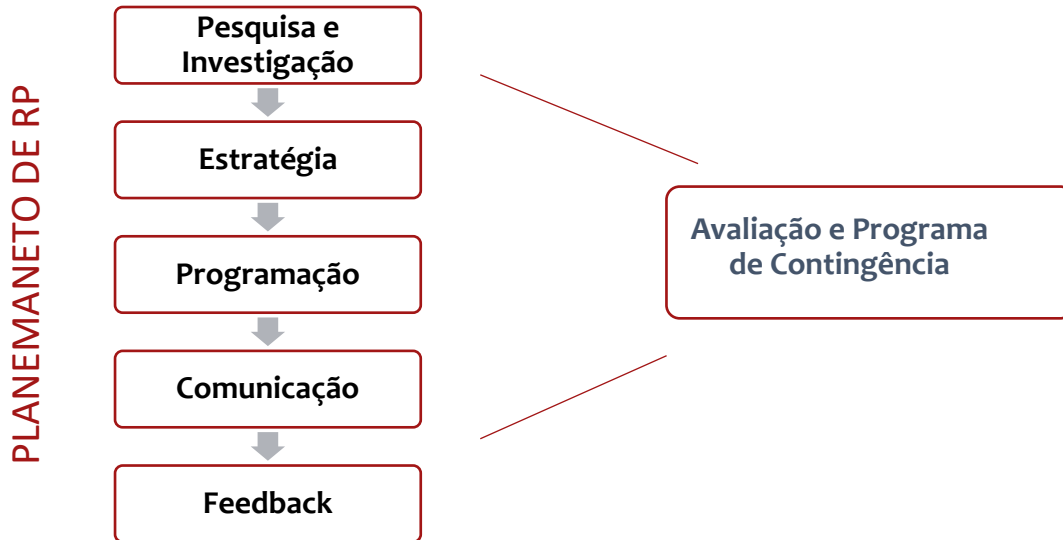 PLANEMANETO DE RP
Pesquisa e
Investigação
Estratégia
Programação
Comunicação
Feedback
Avaliação e Programa
de Contingência